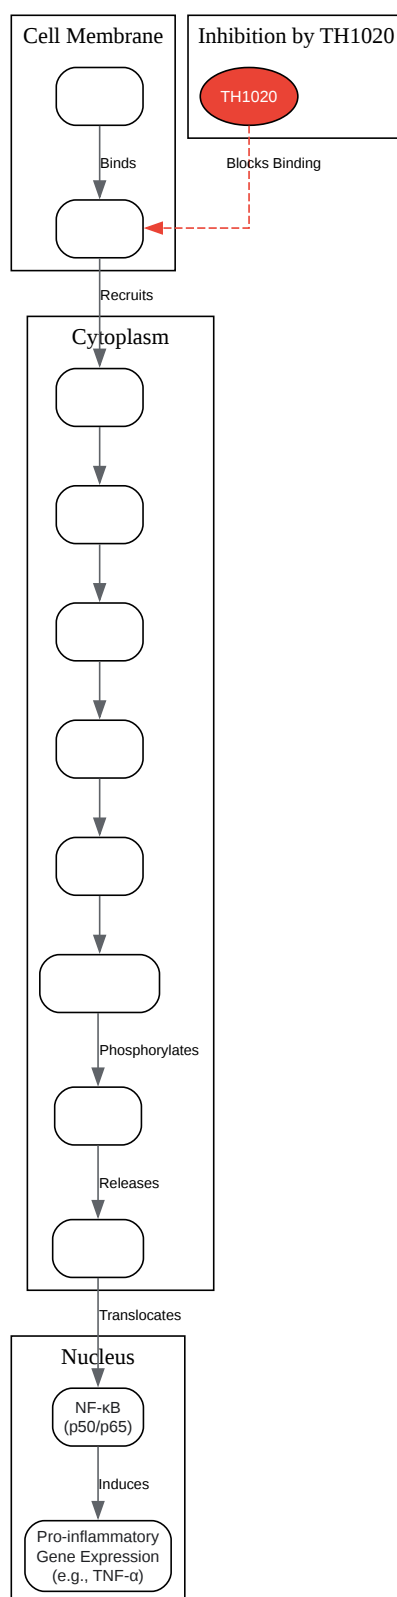 Cell Membrane
Inhibition by TH1020
TH1020
Binds
Blocks Binding
Recruits
Cytoplasm
Phosphorylates
Releases
Translocates
Nucleus
NF-κB
(p50/p65)
Induces
Pro-inflammatory
Gene Expression
(e.g., TNF-α)